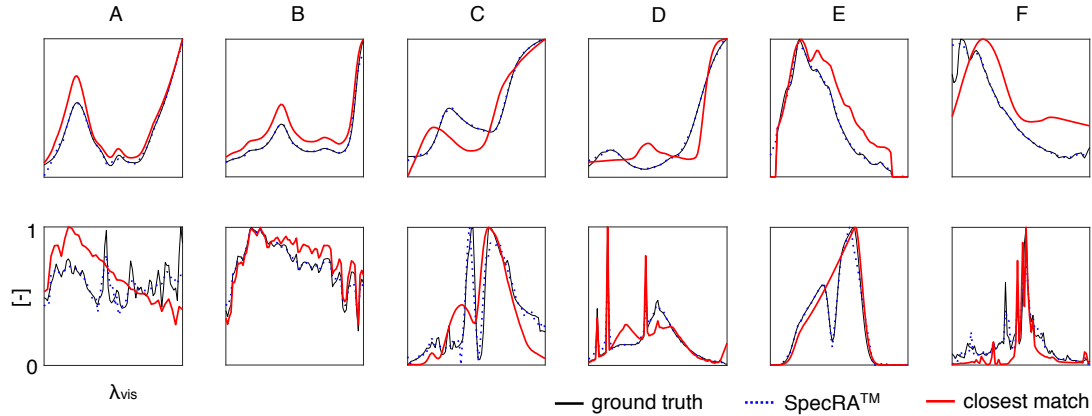 A B C D E F
1
[-]
0
λvis
ground truth SpecRA™ closest match